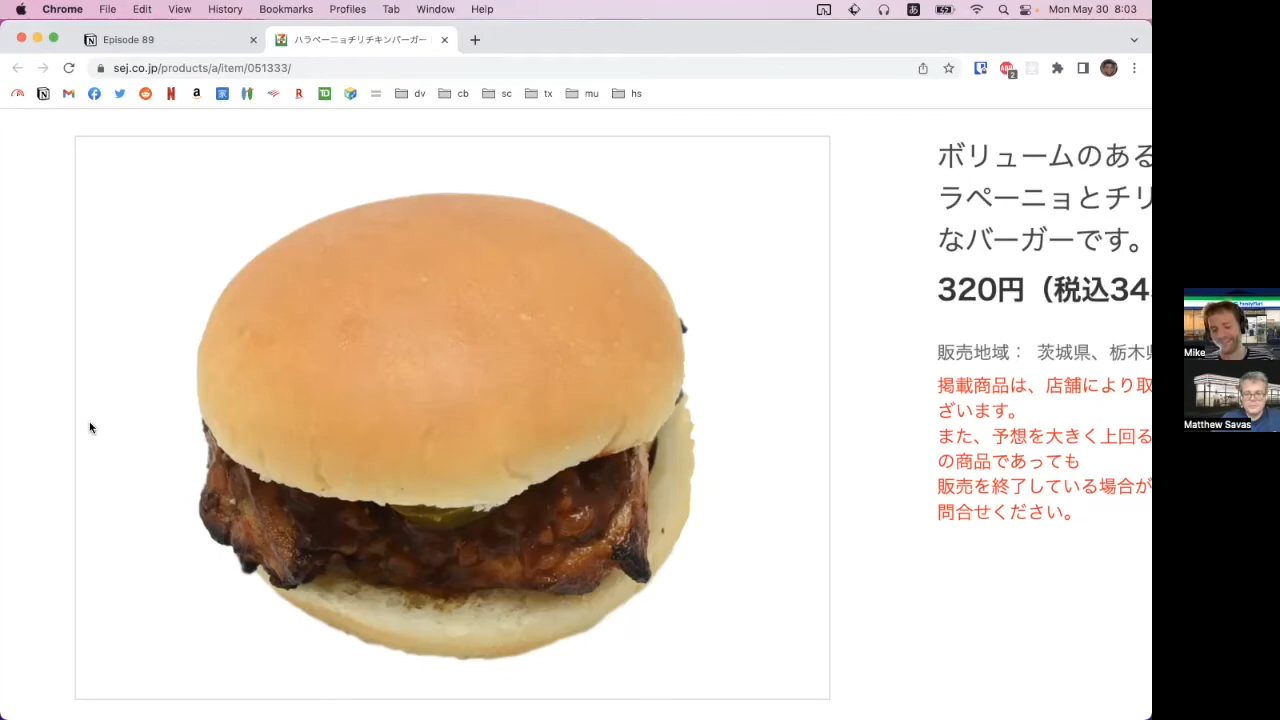 Chrome File Edit View History Bookmarks Profiles Tab Window Help あ Mon May 30 8:03
Episode 89 ハラペーニョチリチキンバーガー
sej.co.jp/products/a/item/051333/ ABP 2
dv cb sc tx mu hs
ボリュームのある
ラペーニョとチリ
なバーガーです。
320円（税込34
販売地域： 茨城県、栃木
掲載商品は、店舗により取
ざいます。
また、予想を大きく上回る
の商品であっても
販売を終了している場合が
問合せください。
FamilyMart
Mike
Matthew Savas